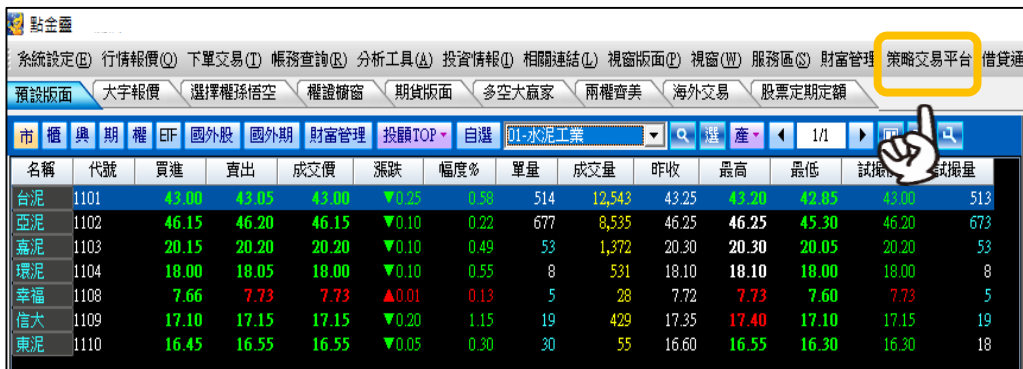 點金靈
系統設定(E) 行情報價(Q) 下單交易(T) 帳務查詢(R) 分析工具(A) 投資情報(I) 相關連結(L) 視窗版面(P) 視窗(W) 服務區(S) 財富管理 策略交易平台 借貸通
預設版面 大字報價 選擇權孫悟空 權證櫥窗 期貨版面 多空大贏家 兩權齊美 海外交易 股票定期定額
市 櫃 興 期 權 ETF 國外股 國外期 財富管理 投顧TOP 自選 01-水泥工業 選 產 1/1
名稱 代號 買進 賣出 成交價 漲跌 幅度% 單量 成交量 昨收 最高 最低 試撮 試撮量
台泥 1101 43.00 43.05 43.00 ▼0.25 0.58 514 12,543 43.25 43.20 42.85 43.00 513
亞泥 1102 46.15 46.20 46.15 ▼0.10 0.22 677 8,535 46.25 46.25 45.30 46.20 673
嘉泥 1103 20.15 20.20 20.20 ▼0.10 0.49 53 1,372 20.30 20.30 20.05 20.20 53
環泥 1104 18.00 18.05 18.00 ▼0.10 0.55 8 531 18.10 18.10 18.00 18.00 8
幸福 1108 7.66 7.73 7.73 ▲0.01 0.13 5 28 7.72 7.73 7.60 7.73 5
信大 1109 17.10 17.15 17.15 ▼0.20 1.15 19 429 17.35 17.40 17.10 17.15 19
東泥 1110 16.45 16.55 16.55 ▼0.05 0.30 30 55 16.60 16.55 16.30 16.30 18